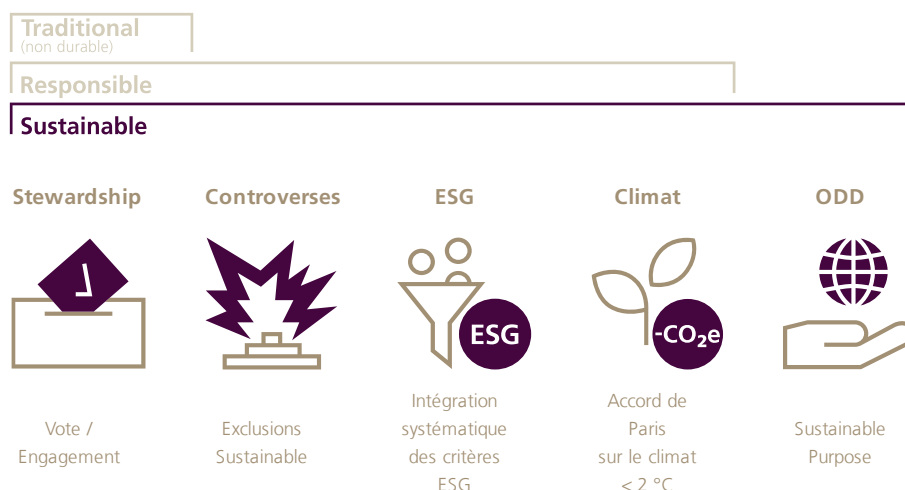 Traditional
(non durable)
Responsible
Sustainable
Stewardship
Controverses
ESG
Climat
ODD
ESG
-CO₂e
Vote /
Engagement
Exclusions
Sustainable
Intégration
systématique
des critères
ESG
Accord de
Paris
sur le climat
< 2 °C
Sustainable
Purpose